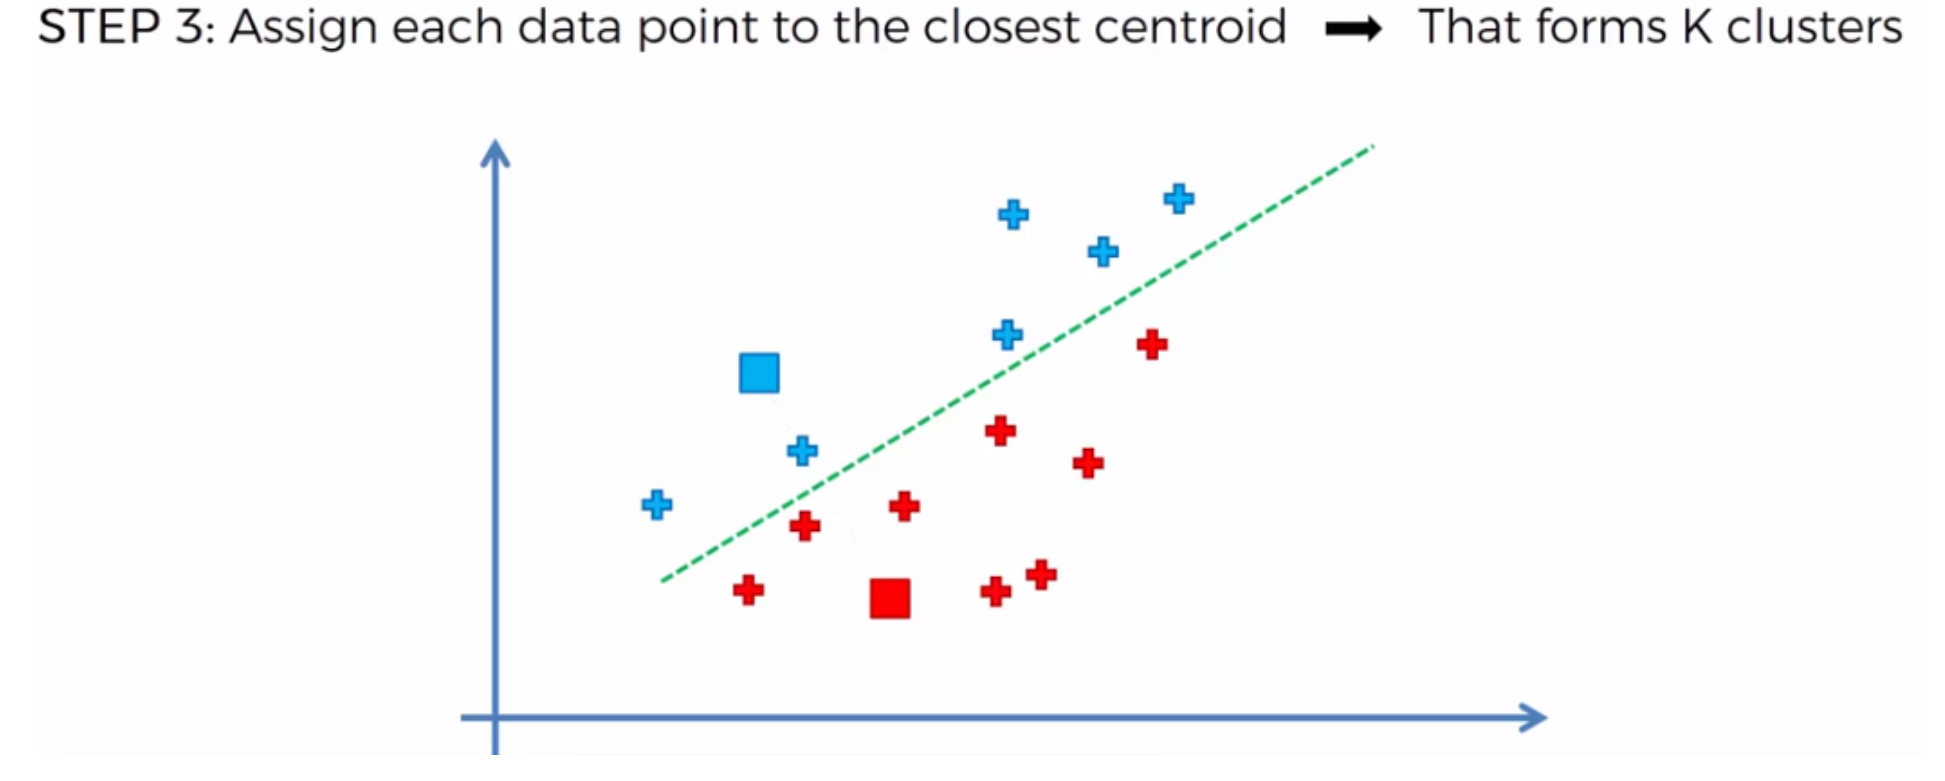 STEP 3: Assign each data point to the closest centroid ➡ That forms K clusters